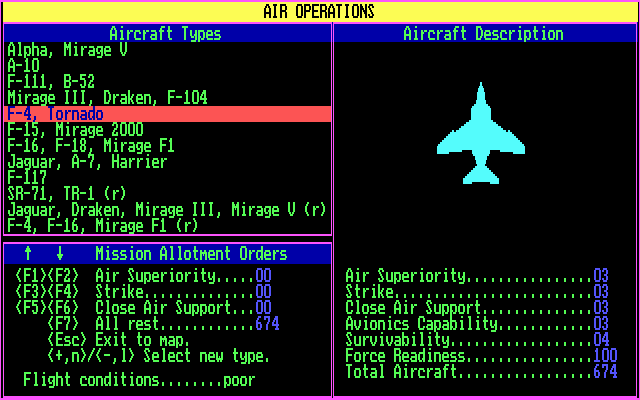 AIR OPERATIONS
Aircraft Types
Alpha, Mirage V
A-10
F-111, B-52
Mirage III, Draken, F-104
F-4, Tornado
F-15, Mirage 2000
F-16, F-18, Mirage F1
Jaguar, A-7, Harrier
F-117
SR-71, TR-1 (r)
Jaguar, Draken, Mirage III, Mirage V (r)
F-4, F-16, Mirage F1 (r)
↑ ↓ Mission Allotment Orders
<F1><F2> Air Superiority.....00
<F3><F4> Strike..............00
<F5><F6> Close Air Support...00
<F7> All rest............674
<Esc> Exit to map.
<+,n>/<-,l> Select new type.
Flight conditions........poor
Aircraft Description
Air Superiority................03
Strike.........................03
Close Air Support..............03
Avionics Capability............03
Survivability..................04
Force Readiness................100
Total Aircraft.................674